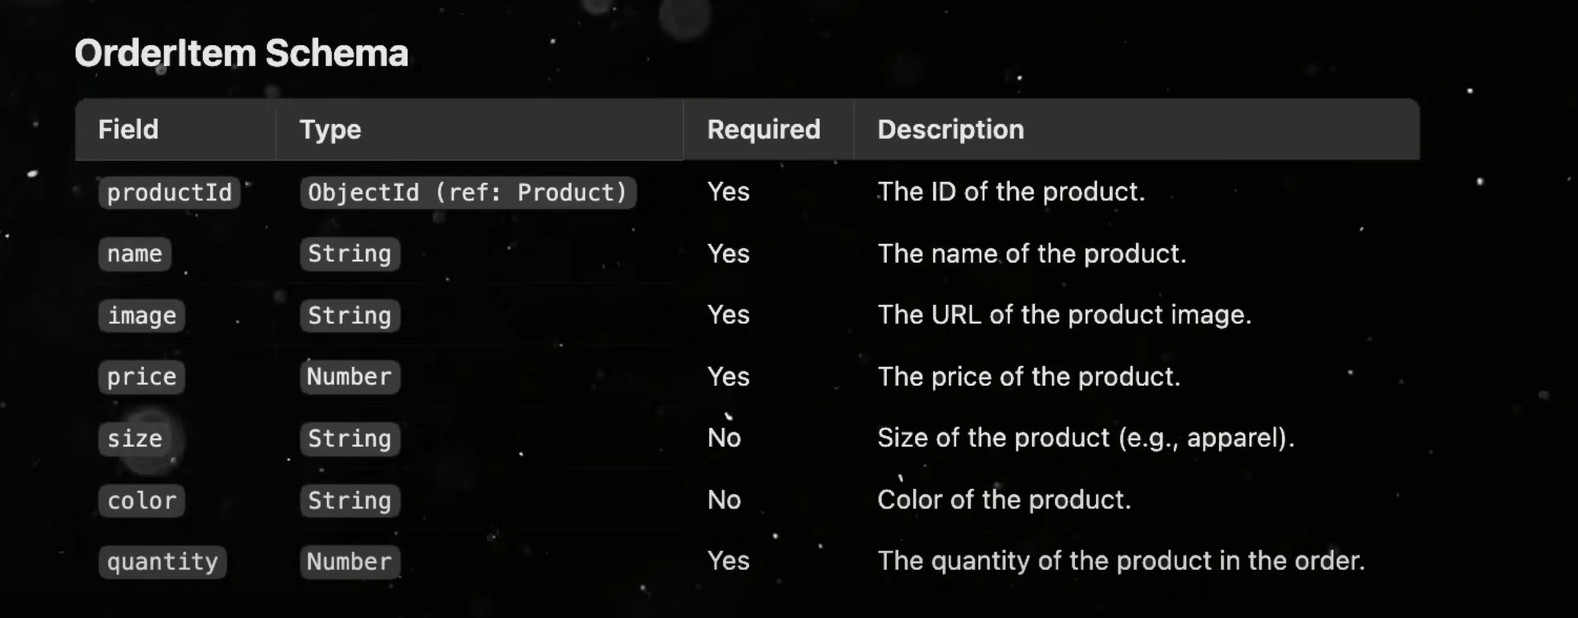 OrderItem Schema
Field Type Required Description
productId ObjectId (ref: Product) Yes The ID of the product.
name String Yes The name of the product.
image String Yes The URL of the product image.
price Number Yes The price of the product.
size String No Size of the product (e.g., apparel).
color String No Color of the product.
quantity Number Yes The quantity of the product in the order.